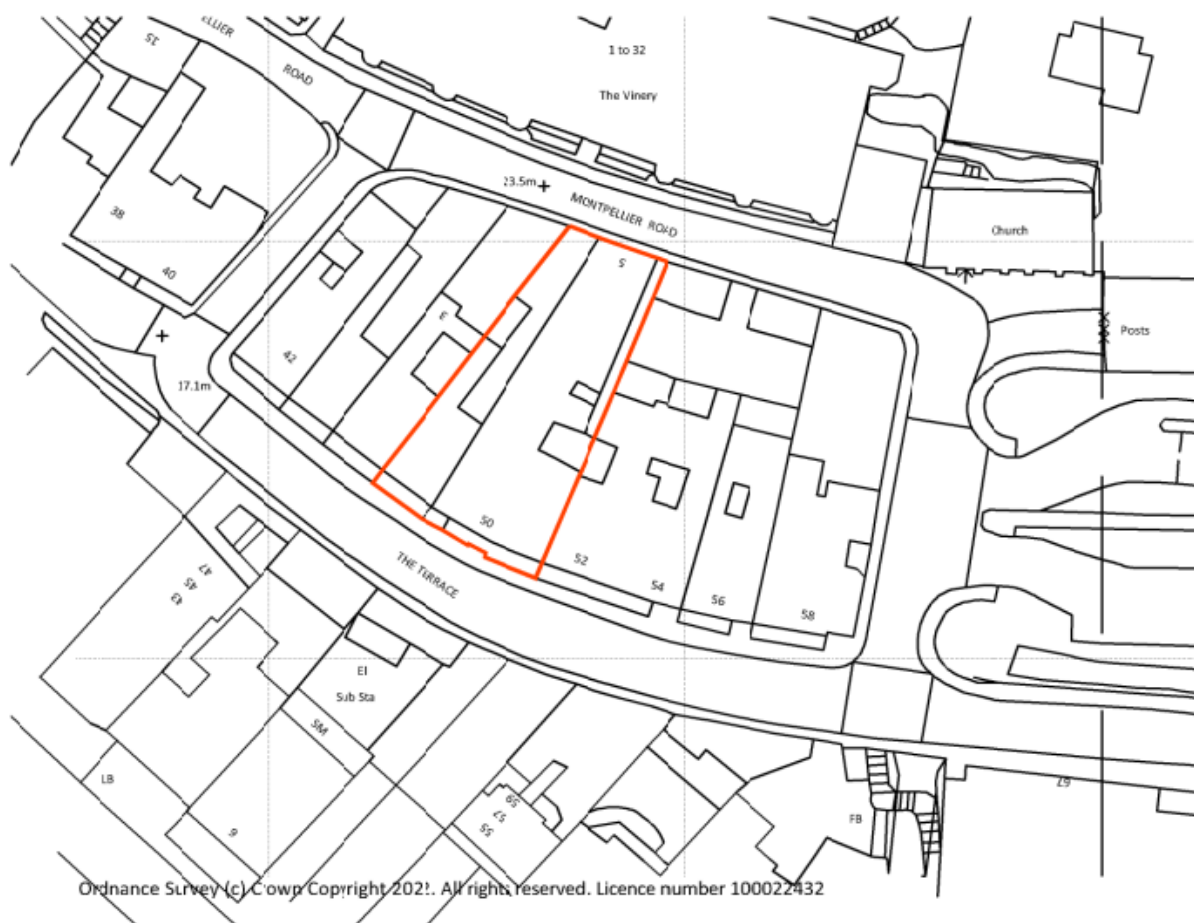 15
ELLIER
ROAD
1 to 32
The Vinery
23.5m
MONTPELLIER ROAD
38
40
Church
5
Posts
3
42
17.1m
50
52
54
56
58
THE TERRACE
47
45
43
El
Sub Sta
SM
LB
6
59
57
55
FB
67
Ordnance Survey (c) Crown Copyright All rights reserved. Licence number 100022432